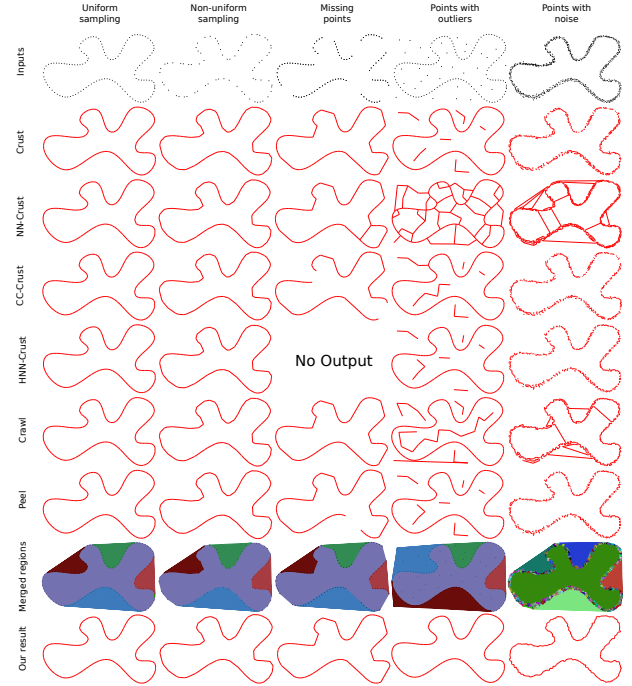 Uniform
sampling
Non-uniform
sampling
Missing
points
Points with
outliers
Points with
noise
Inputs
Crust
NN-Crust
CC-Crust
HNN-Crust
No Output
Crawl
Peel
Merged regions
Our result